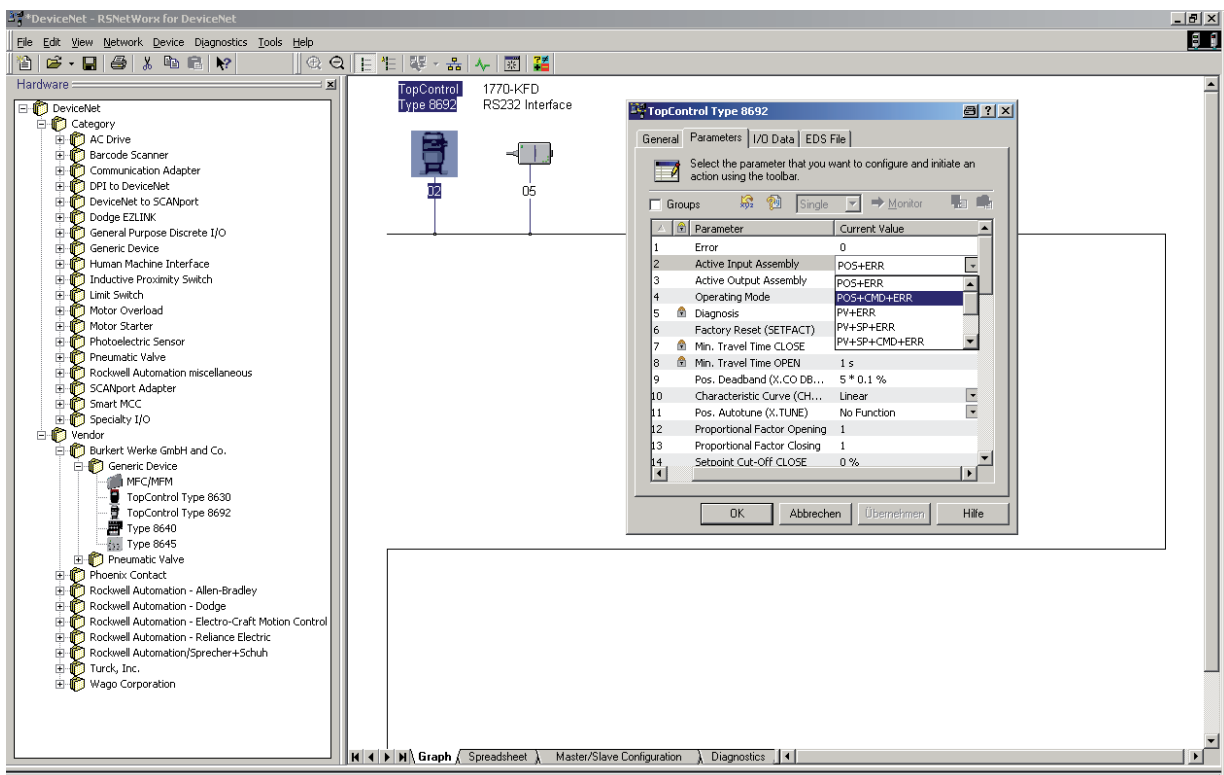 *DeviceNet - RSNetWorx for DeviceNet
File Edit View Network Device Diagnostics Tools Help
Hardware
DeviceNet
Category
AC Drive
Barcode Scanner
Communication Adapter
DPI to DeviceNet
DeviceNet to SCANport
Dodge EZLINK
General Purpose Discrete I/O
Generic Device
Human Machine Interface
Inductive Proximity Switch
Limit Switch
Motor Overload
Motor Starter
Photoelectric Sensor
Pneumatic Valve
Rockwell Automation miscellaneous
SCANport Adapter
Smart MCC
Specialty I/O
Vendor
Burkert Werke GmbH and Co.
Generic Device
MFC/MFM
TopControl Type 8630
TopControl Type 8692
Type 8640
Type 8645
Pneumatic Valve
Phoenix Contact
Rockwell Automation - Allen-Bradley
Rockwell Automation - Dodge
Rockwell Automation - Electro-Craft Motion Control
Rockwell Automation - Reliance Electric
Rockwell Automation/Sprecher+Schuh
Turck, Inc.
Wago Corporation
TopControl
Type 8692
02
1770-KFD
RS232 Interface
05
TopControl Type 8692
General Parameters I/O Data EDS File
Select the parameter that you want to configure and initiate an
action using the toolbar.
Groups Single Monitor
Parameter Current Value
1 Error 0
2 Active Input Assembly POS+ERR
3 Active Output Assembly POS+ERR
4 Operating Mode POS+CMD+ERR
5 Diagnosis PV+ERR
6 Factory Reset (SETFACT) PV+SP+ERR
7 Min. Travel Time CLOSE PV+SP+CMD+ERR
8 Min. Travel Time OPEN 1 s
9 Pos. Deadband (X.CO DB... 5 * 0.1 %
10 Characteristic Curve (CH... Linear
11 Pos. Autotune (X.TUNE) No Function
12 Proportional Factor Opening 1
13 Proportional Factor Closing 1
14 Setpoint Cut-Off CLOSE 0 %
OK Abbrechen Übernehmen Hilfe
Graph Spreadsheet Master/Slave Configuration Diagnostics